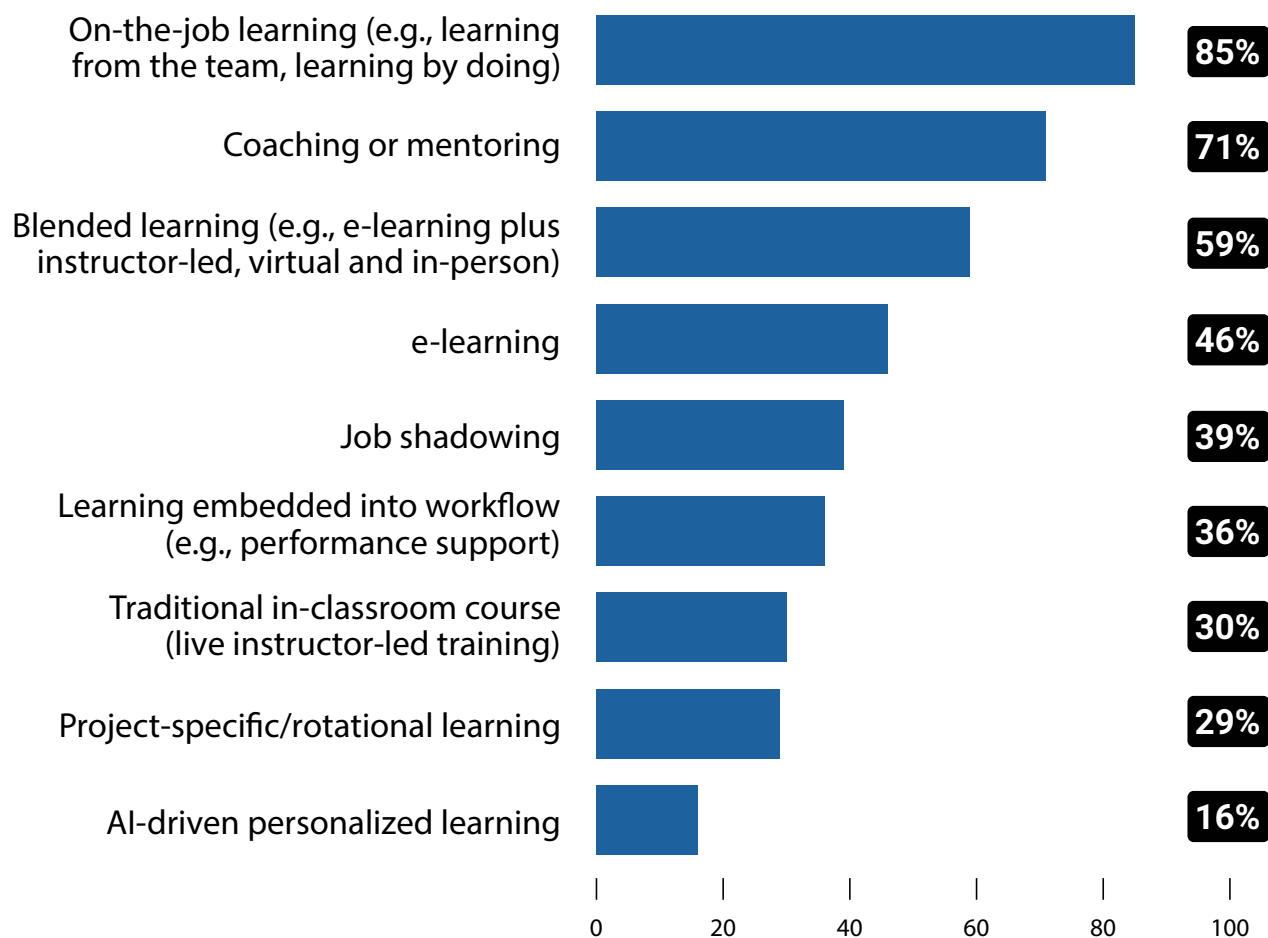 On-the-job learning (e.g., learning
from the team, learning by doing)
85%
Coaching or mentoring
71%
Blended learning (e.g., e-learning plus
instructor-led, virtual and in-person)
59%
e-learning
46%
Job shadowing
39%
Learning embedded into workflow
(e.g., performance support)
36%
Traditional in-classroom course
(live instructor-led training)
30%
Project-specific/rotational learning
29%
AI-driven personalized learning
16%
0 20 40 60 80 100